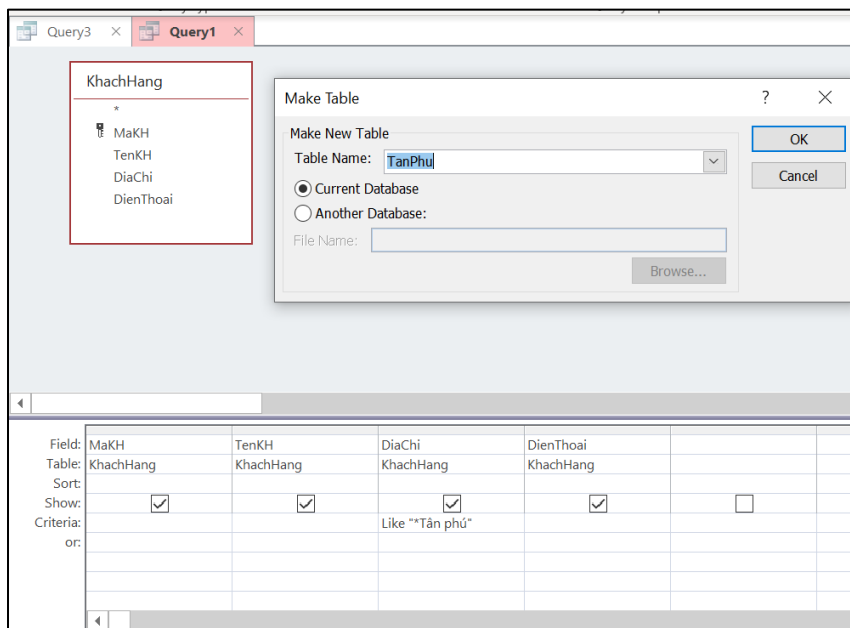 Query3
Query1
KhachHang
*
MaKH
TenKH
DiaChi
DienThoai
Make Table
?
Make New Table
Table Name: TanPhu
Current Database
Another Database:
File Name:
Browse...
OK
Cancel
Field: MaKH TenKH DiaChi DienThoai
Table: KhachHang KhachHang KhachHang KhachHang
Sort:
Show:
Criteria: Like "*Tân phú"
or: